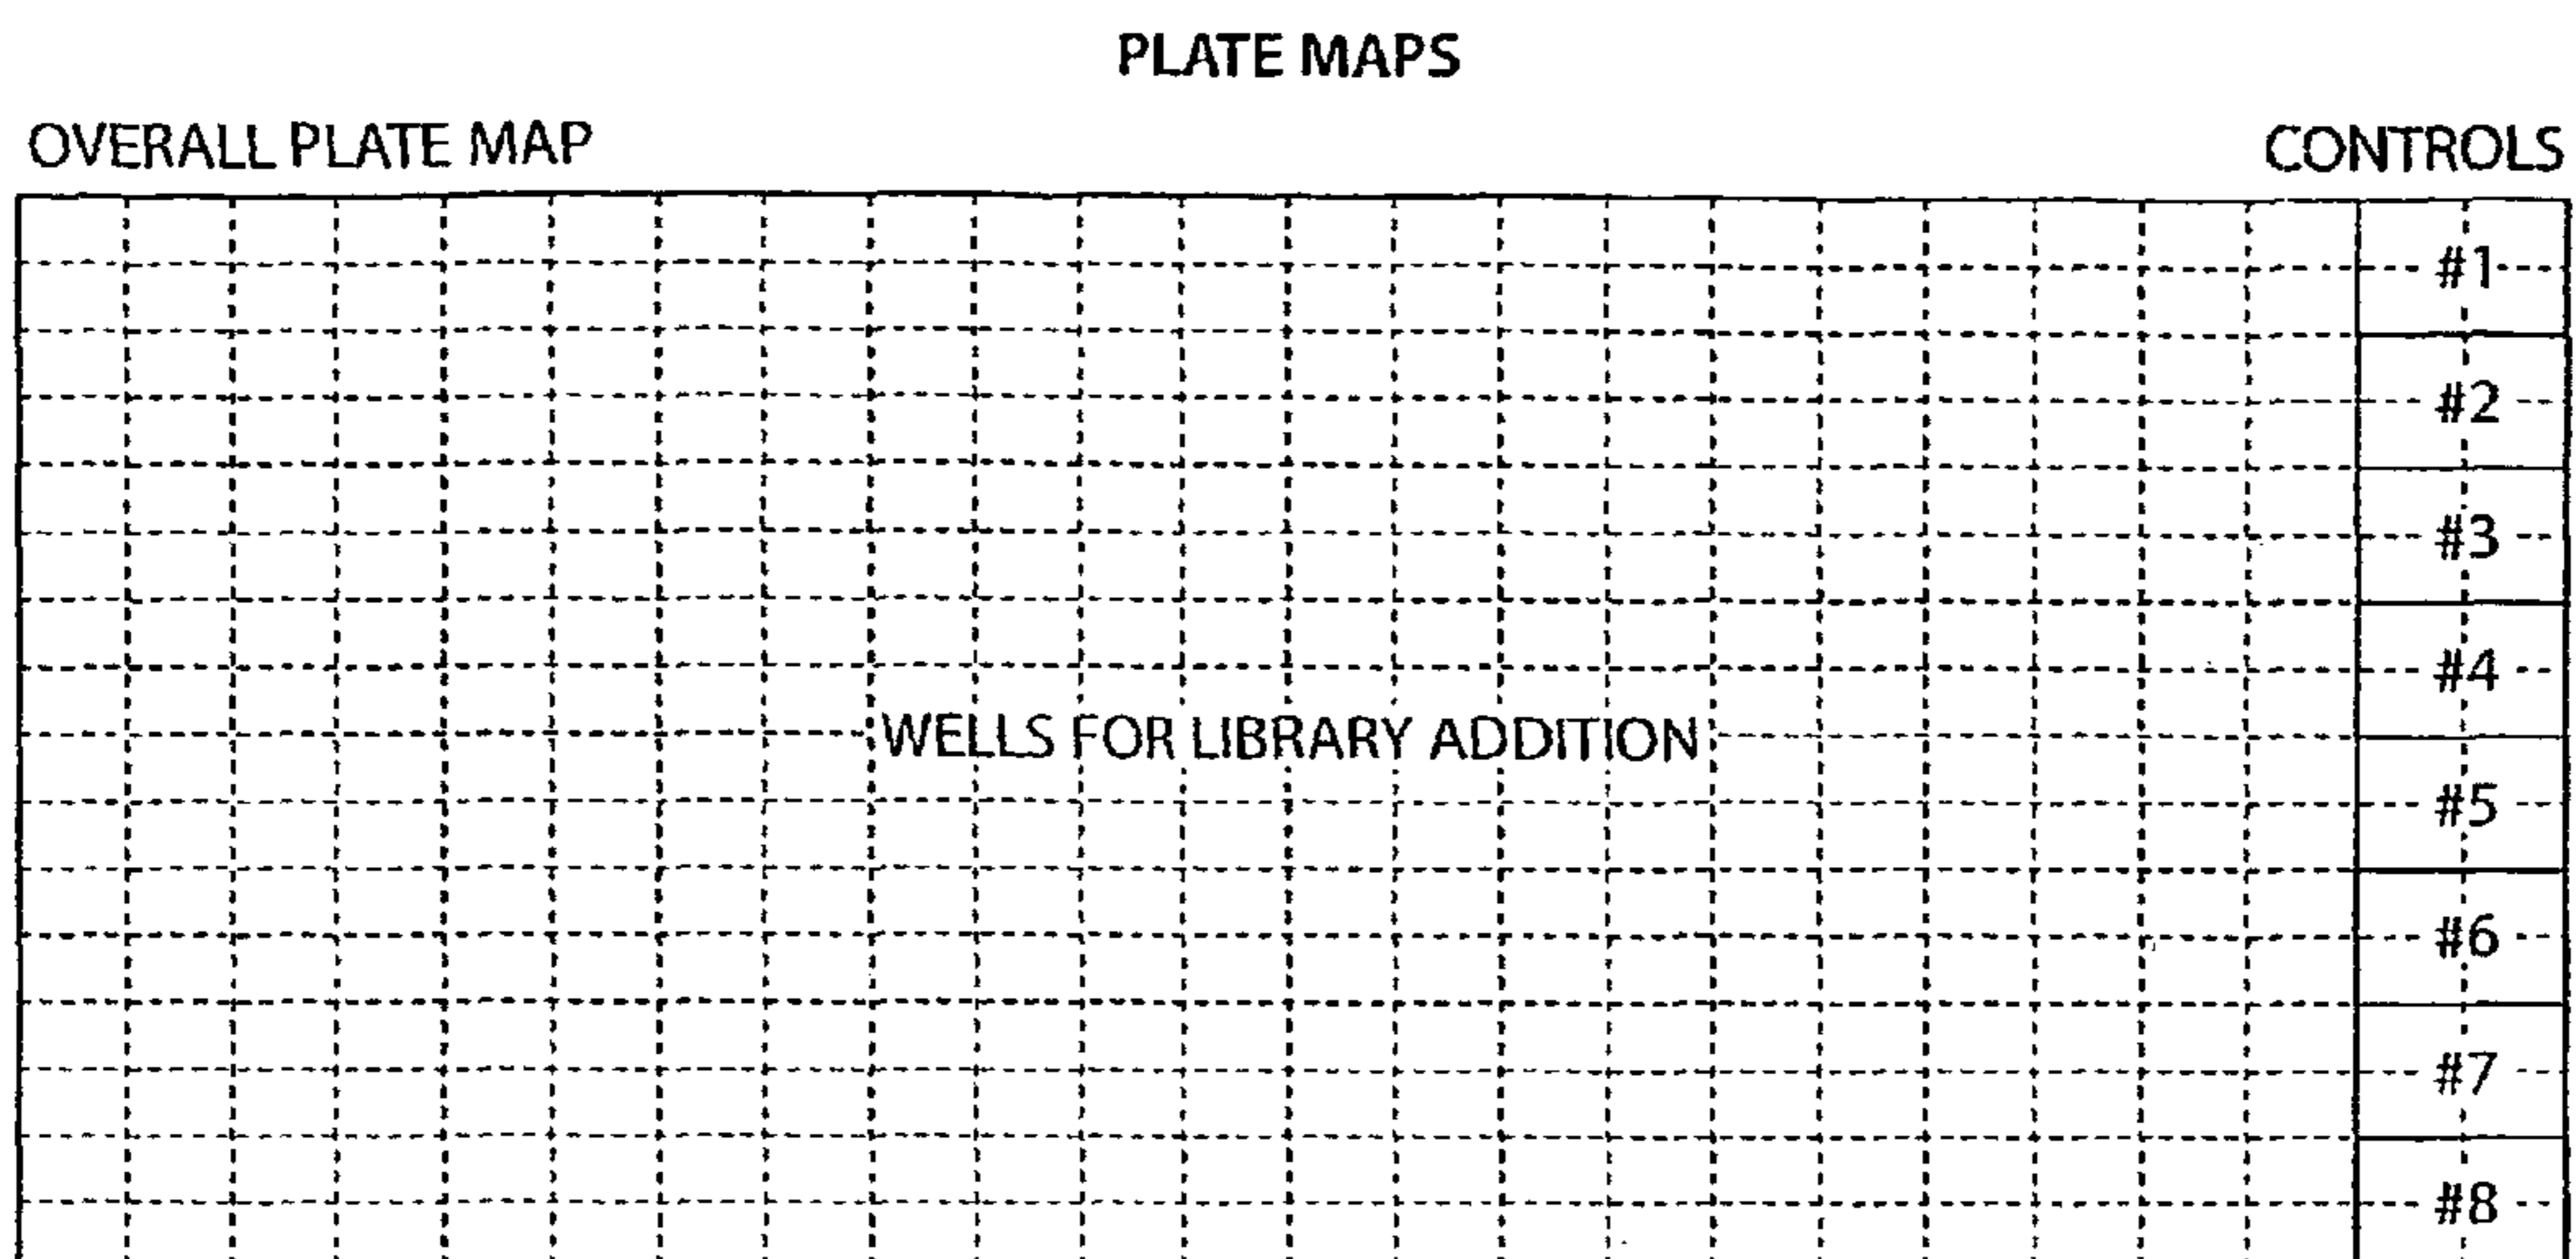 PLATE MAPS
OVERALL PLATE MAP
CONTROLS
#1
#2
#3
#4
WELLS FOR LIBRARY ADDITION
#5
#6
#7
#8